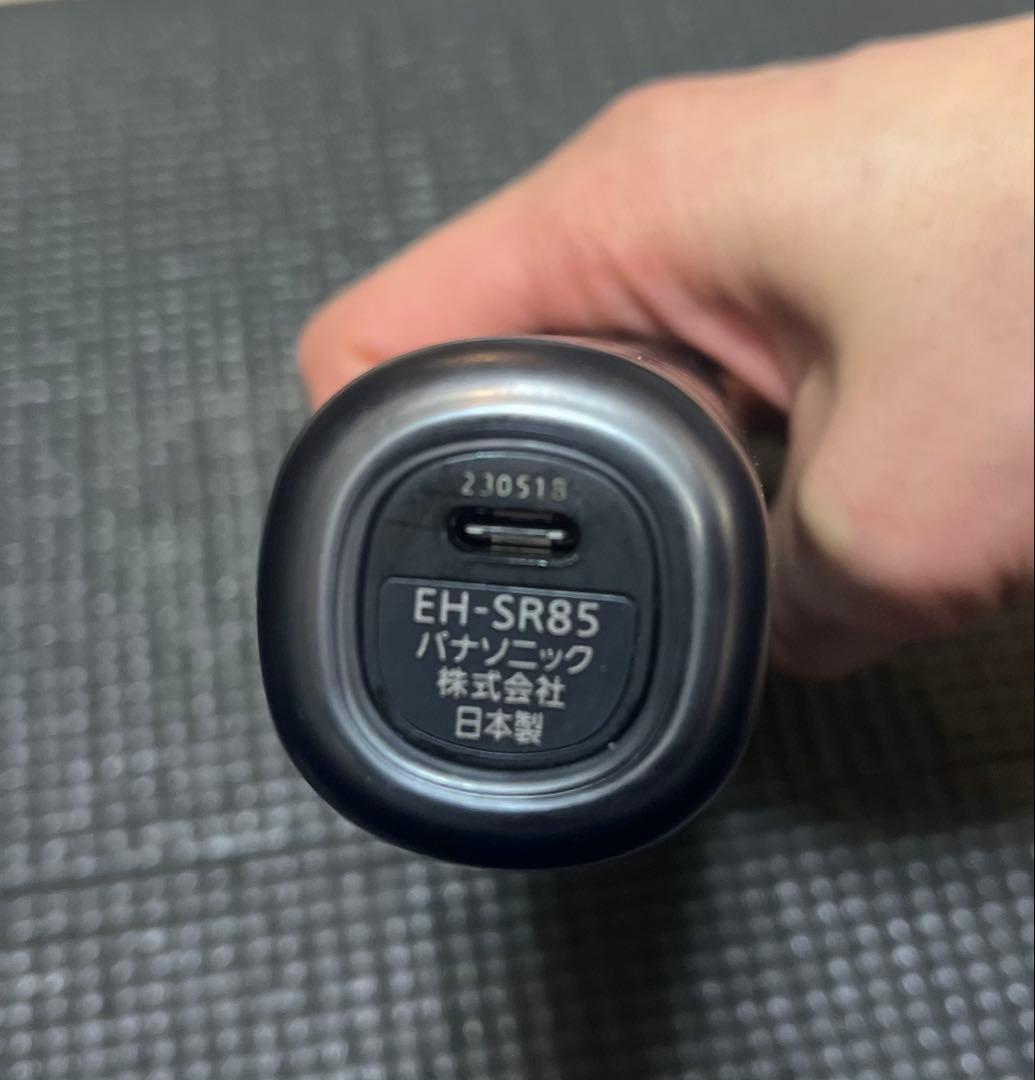 230518
EH-SR85
パナソニック
株式会社
日本製